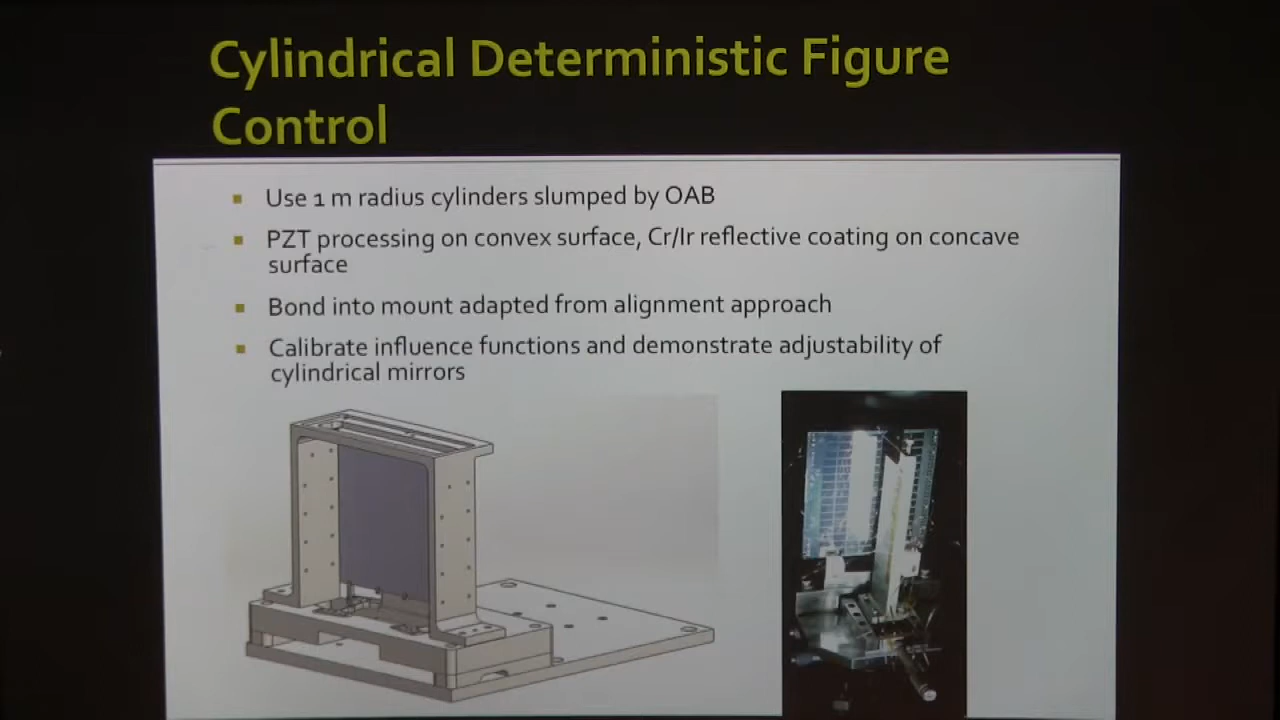 Cylindrical Deterministic Figure
Control
Use 1 m radius cylinders slumped by OAB
PZT processing on convex surface, Cr/Ir reflective coating on concave
surface
Bond into mount adapted from alignment approach
Calibrate influence functions and demonstrate adjustability of
cylindrical mirrors